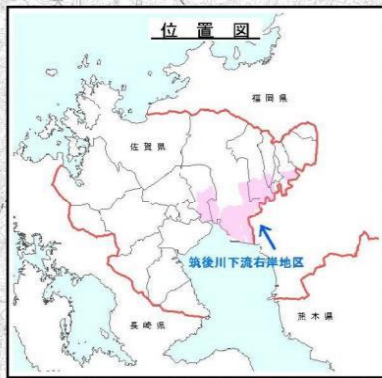 位置図
福岡県
佐賀県
筑後川下流右岸地区
長崎県
熊本県